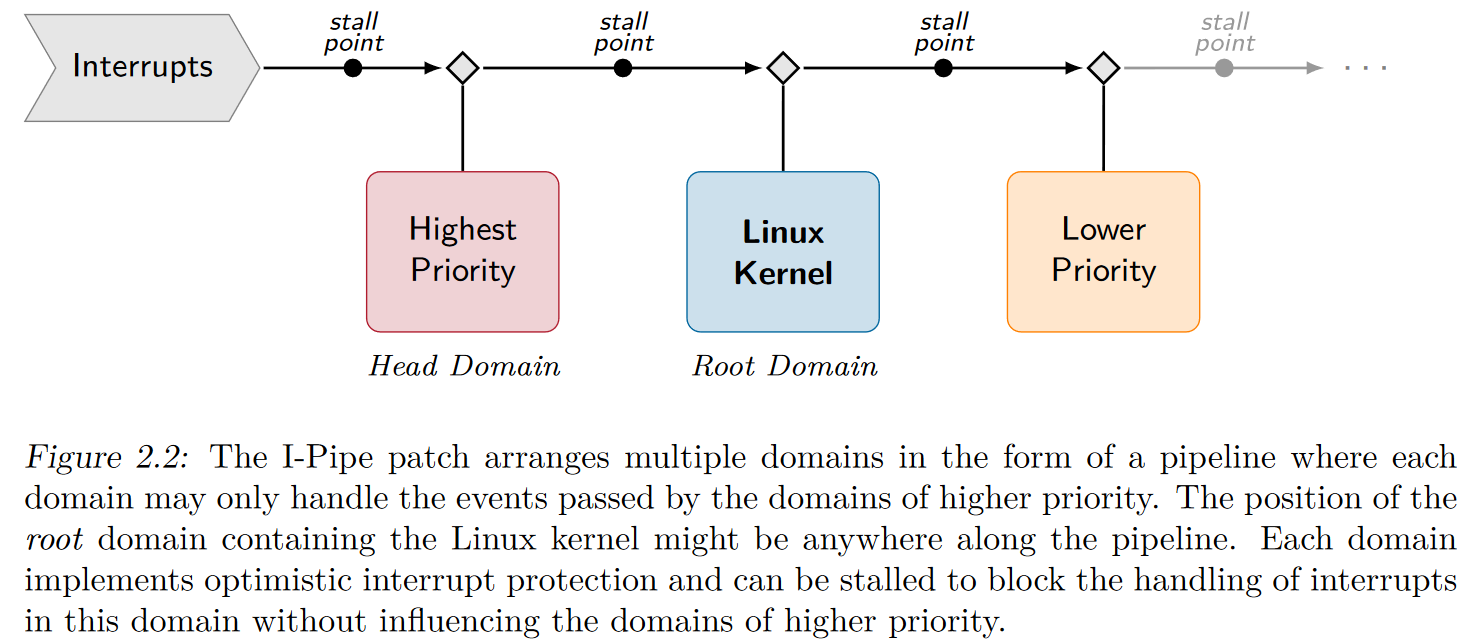 stall point
stall point
stall point
stall point
Interrupts
. . .
Highest Priority
Linux Kernel
Lower Priority
Head Domain
Root Domain
Figure 2.2: The I-Pipe patch arranges multiple domains in the form of a pipeline where each
domain may only handle the events passed by the domains of higher priority. The position of the
root domain containing the Linux kernel might be anywhere along the pipeline. Each domain
implements optimistic interrupt protection and can be stalled to block the handling of interrupts
in this domain without influencing the domains of higher priority.